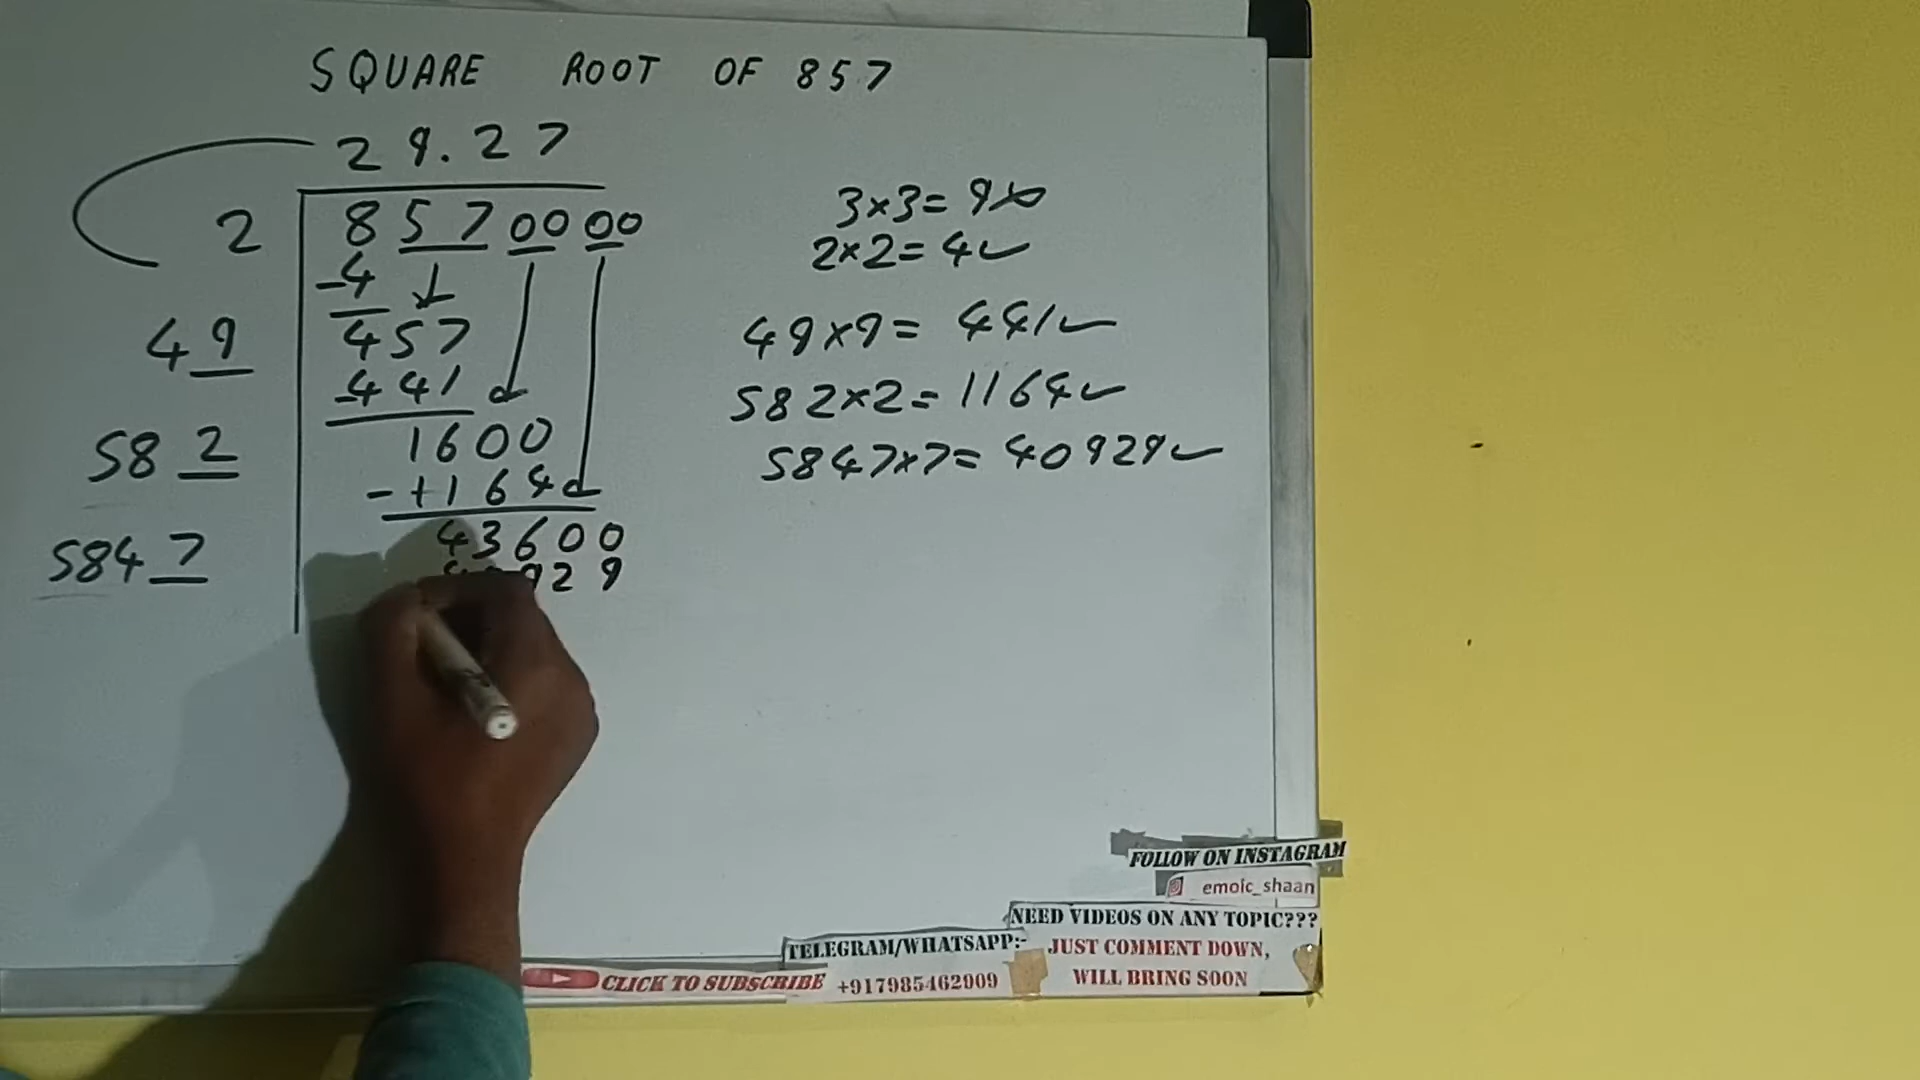 SQUARE ROOT OF 857
29.27
2 857 00 00
-4
49 457
-441
582 1600
-1164
5847 43600
929
3×3=9
2×2=4✓
49×9=441✓
582×2=1164✓
5847×7=40929✓
FOLLOW ON INSTAGRAM
emoic_shaan
NEED VIDEOS ON ANY TOPIC???
JUST COMMENT DOWN,
WILL BRING SOON
TELEGRAM/WHATSAPP:-
+917985462909
CLICK TO SUBSCRIBE